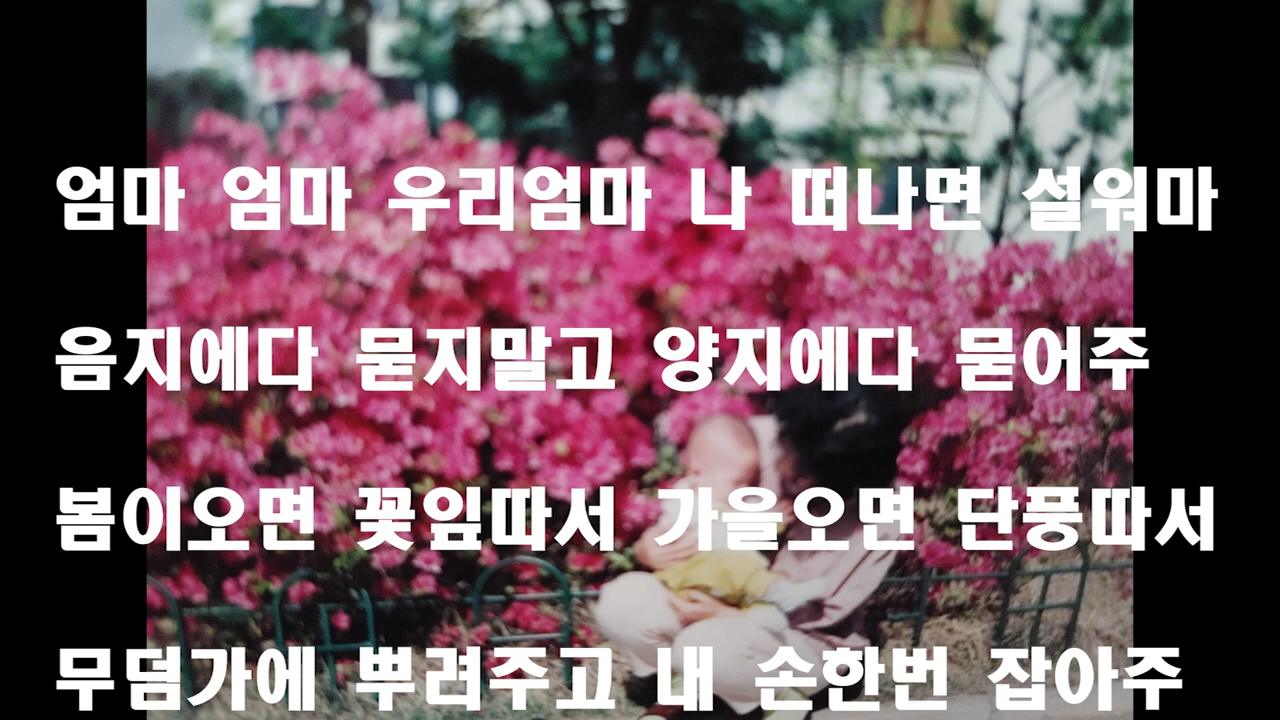 엄마 엄마 우리엄마 나 떠나면 설워마
음지에다 묻지말고 양지에다 묻어주
봄이오면 꽃잎따서 가을오면 단풍따서
무덤가에 뿌려주고 내 손한번 잡아주